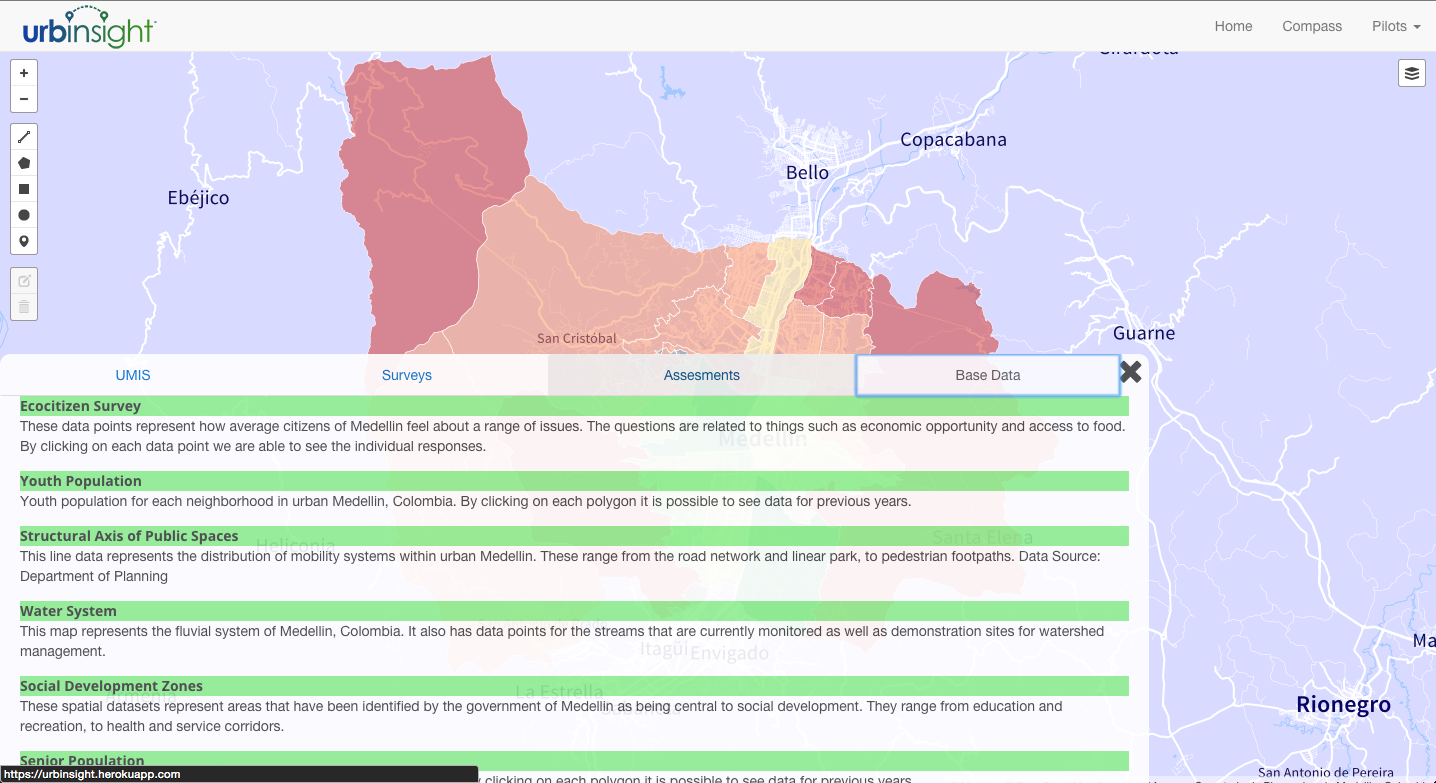 urbinsight
Home Compass Pilots
Girardota
+
−
Copacabana
Bello
Ebéjico
Guarne
San Cristóbal
UMIS Surveys Assesments Base Data
Ecocitizen Survey
These data points represent how average citizens of Medellin feel about a range of issues. The questions are related to things such as economic opportunity and access to food.
By clicking on each data point we are able to see the individual responses.
Medellín
Youth Population
Youth population for each neighborhood in urban Medellin, Colombia. By clicking on each polygon it is possible to see data for previous years.
Structural Axis of Public Spaces
Heliconia
Santa Elena
This line data represents the distribution of mobility systems within urban Medellin. These range from the road network and linear park, to pedestrian footpaths. Data Source:
Department of Planning
Water System
This map represents the fluvial system of Medellin, Colombia. It also has data points for the streams that are currently monitored as well as demonstration sites for watershed
management.
Itagüí
Envigado
Ma
Social Development Zones
Armenia
La Estrella
These spatial datasets represent areas that have been identified by the government of Medellin as being central to social development. They range from education and
recreation, to health and service corridors.
Rionegro
Senior Population
https://urbinsight.herokuapp.com
clicking on each polygon it is possible to see data for previous years.
San Antonio de Pereira